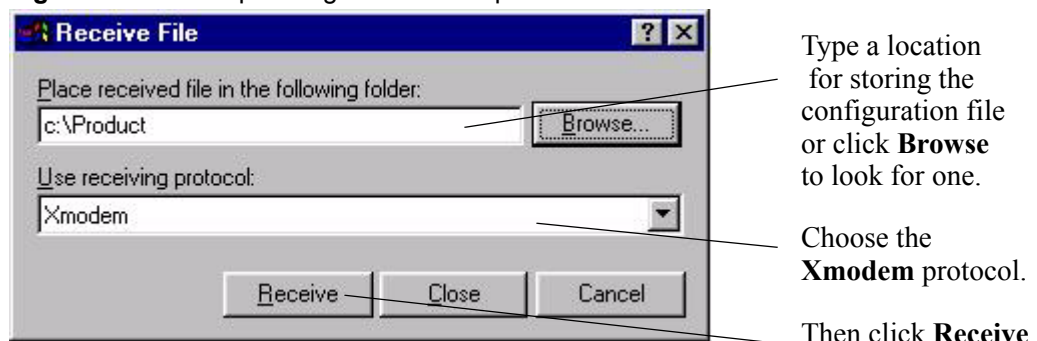 Receive File
Place received file in the following folder:
c:\Product
Browse...
Use receiving protocol:
Xmodem
Receive Close Cancel
Type a location
for storing the
configuration file
or click Browse
to look for one.
Choose the
Xmodem protocol.
Then click Receive